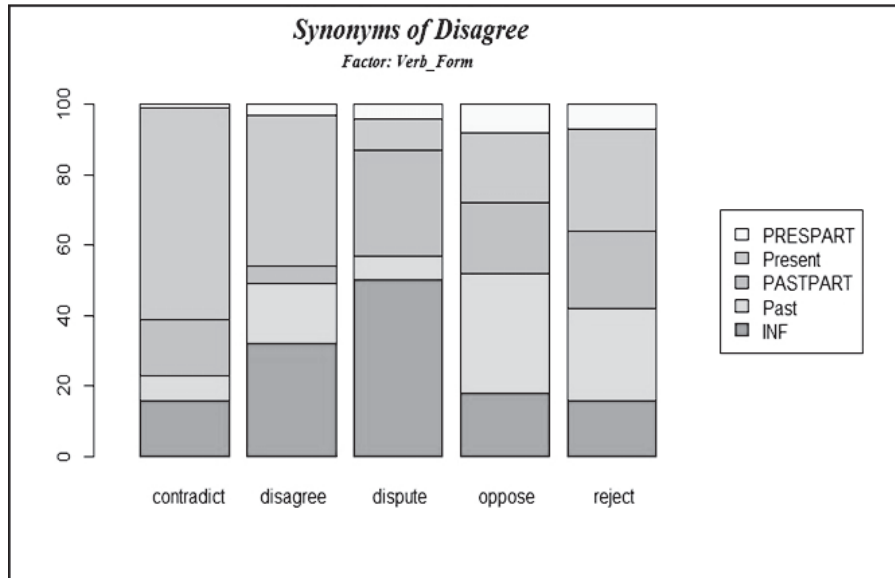 Synonyms of Disagree
Factor: Verb_Form
100
80
60
40
20
0
contradict disagree dispute oppose reject
PRESPART
Present
PASTPART
Past
INF